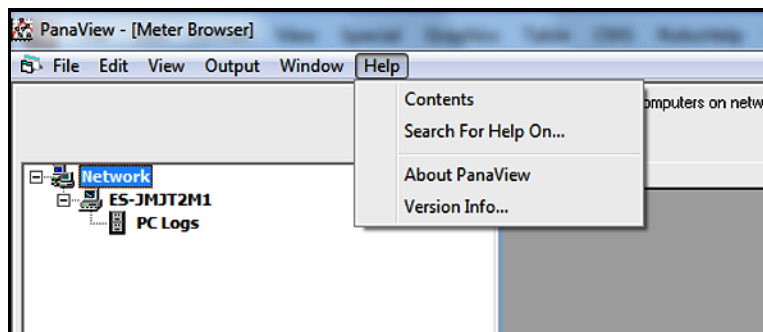 PanaView - [Meter Browser]
File Edit View Output Window Help
Contents
omputers on netw
Search For Help On...
Network
About PanaView
ES-JMJT2M1
Version Info...
PC Logs